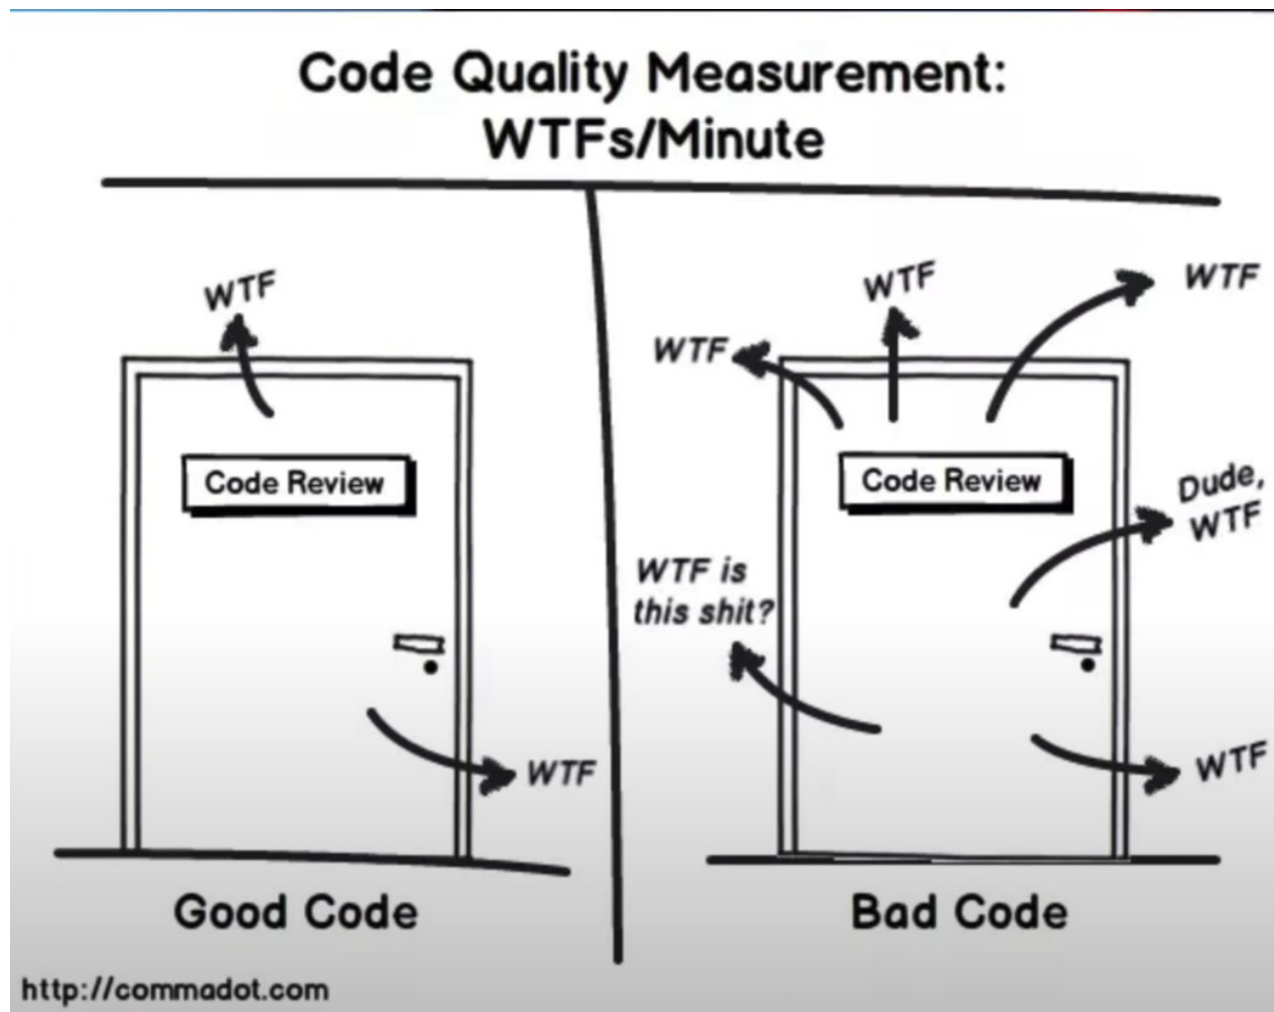 Code Quality Measurement:
WTFs/Minute
WTF
Code Review
WTF
Good Code
WTF
WTF
WTF
Code Review
Dude,
WTF
WTF is
this shit?
WTF
Bad Code
http://commadot.com